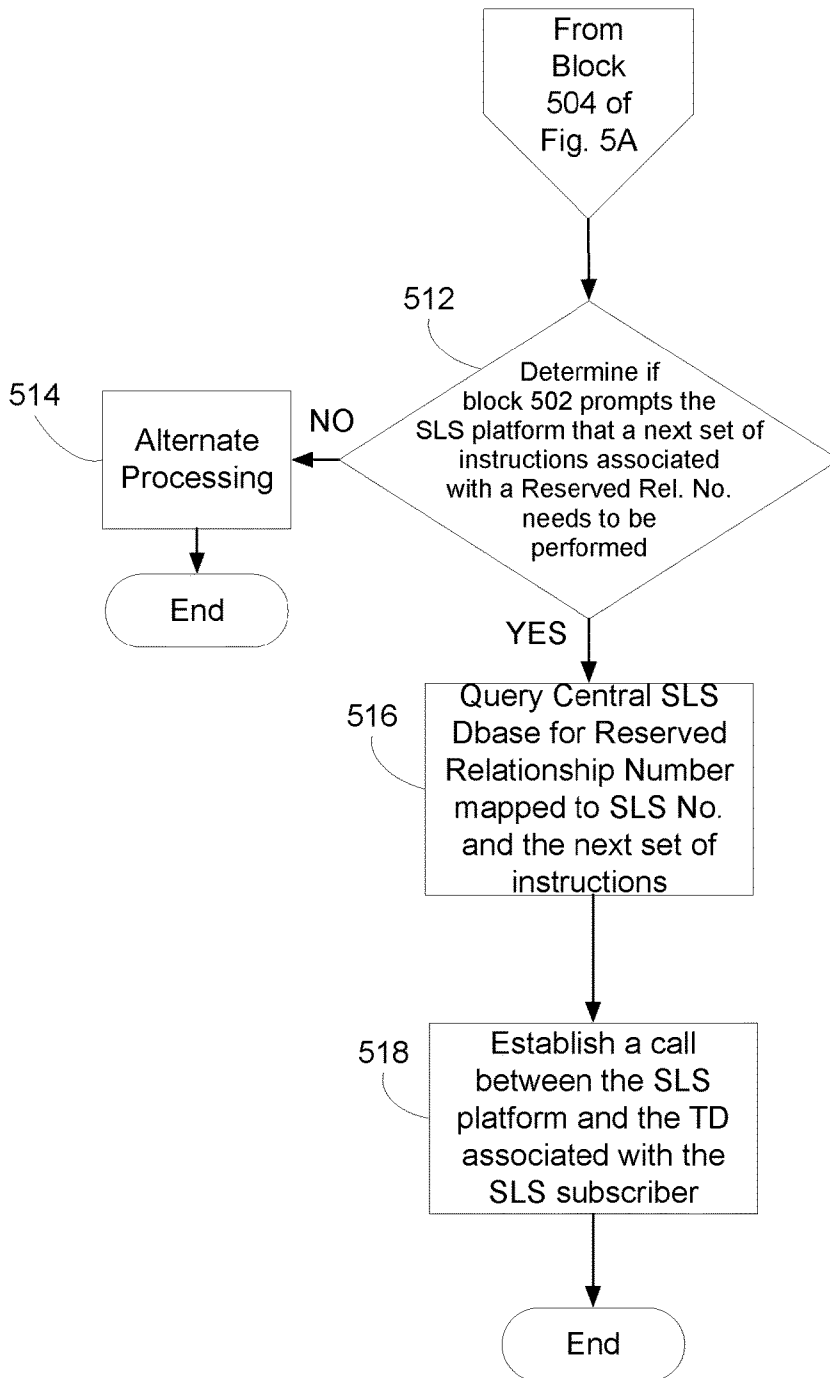 From
Block
504 of
Fig. 5A
512
Determine if
block 502 prompts the
SLS platform that a next set of
instructions associated
with a Reserved Rel. No.
needs to be
performed
514
NO
Alternate
Processing
End
YES
516
Query Central SLS
Dbase for Reserved
Relationship Number
mapped to SLS No.
and the next set of
instructions
518
Establish a call
between the SLS
platform and the TD
associated with the
SLS subscriber
End